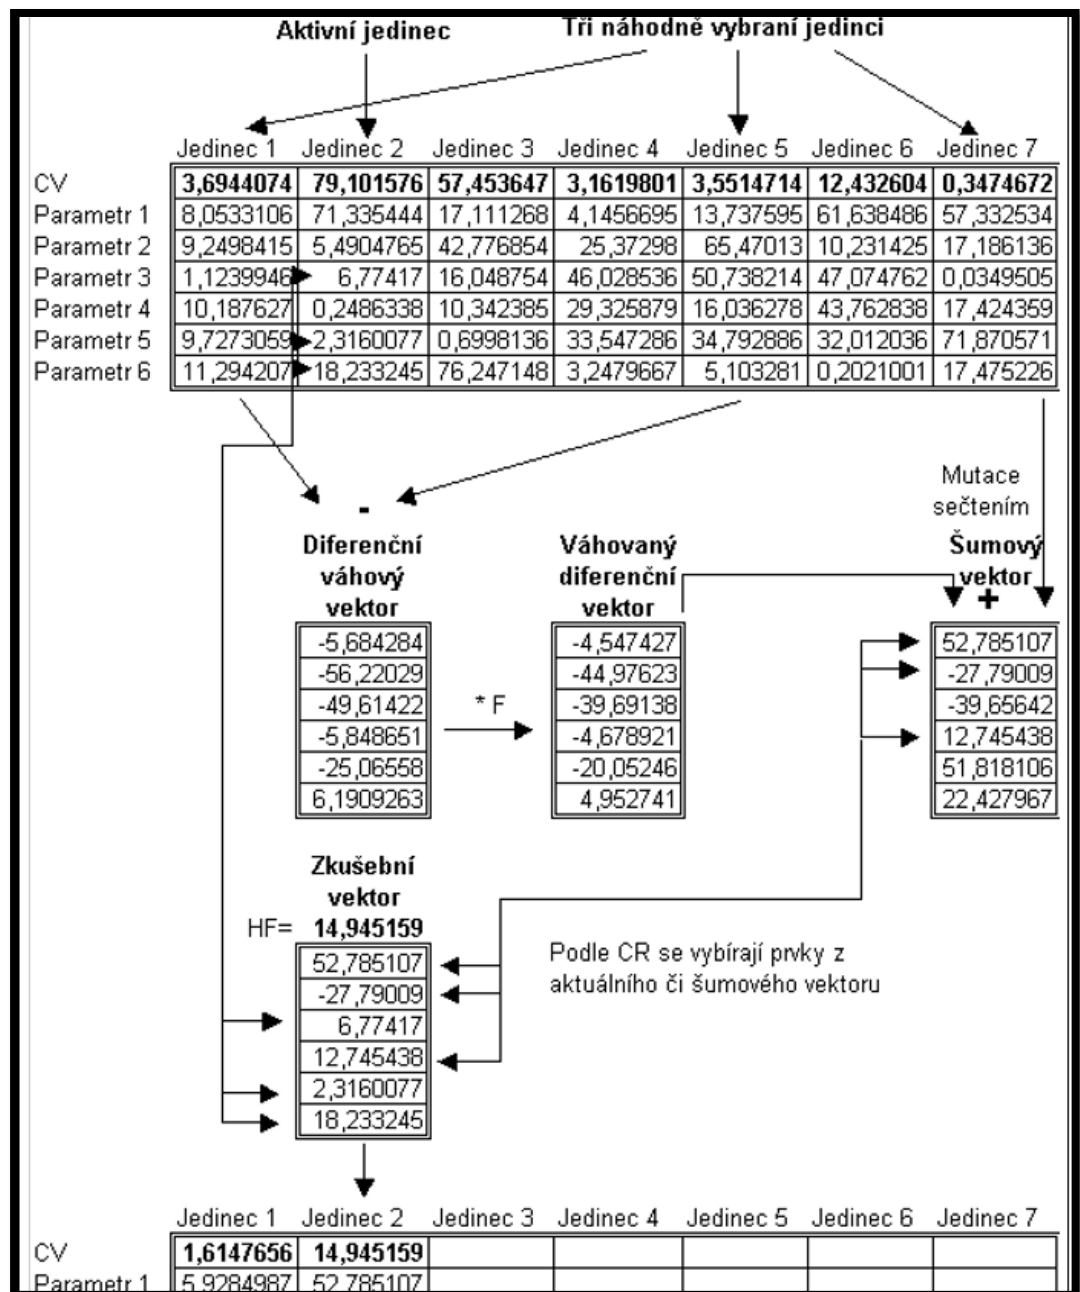 Aktivní jedinec Tři náhodně vybraní jedinci
Jedinec 1 Jedinec 2 Jedinec 3 Jedinec 4 Jedinec 5 Jedinec 6 Jedinec 7
CV 3,6944074 79,101576 57,453647 3,1619801 3,5514714 12,432604 0,3474672
Parametr 1 8,0533106 71,335444 17,111268 4,1456695 13,737595 61,638486 57,332534
Parametr 2 9,2498415 5,4904765 42,776854 25,37298 65,47013 10,231425 17,186136
Parametr 3 1,1239946 6,77417 16,048754 46,028536 50,738214 47,074762 0,0349505
Parametr 4 10,187627 0,2486338 10,342385 29,325879 16,036278 43,762838 17,424359
Parametr 5 9,7273059 2,3160077 0,6998136 33,547286 34,792886 32,012036 71,870571
Parametr 6 11,294207 18,233245 76,247148 3,2479667 5,103281 0,2021001 17,475226
Mutace
sečtením
-
Diferenční
váhový
vektor
Váhovaný
diferenční
vektor
Šumový
vektor
+
-5,684284
-56,22029
-49,61422
-5,848651
-25,06558
6,1909263
* F
-4,547427
-44,97623
-39,69138
-4,678921
-20,05246
4,952741
52,785107
-27,79009
-39,65642
12,745438
51,818106
22,427967
Zkušební
vektor
HF= 14,945159
52,785107
-27,79009
6,77417
12,745438
2,3160077
18,233245
Podle CR se vybírají prvky z
aktuálního či šumového vektoru
Jedinec 1 Jedinec 2 Jedinec 3 Jedinec 4 Jedinec 5 Jedinec 6 Jedinec 7
CV 1,6147656 14,945159
Parametr 1 5,9284987 52,785107